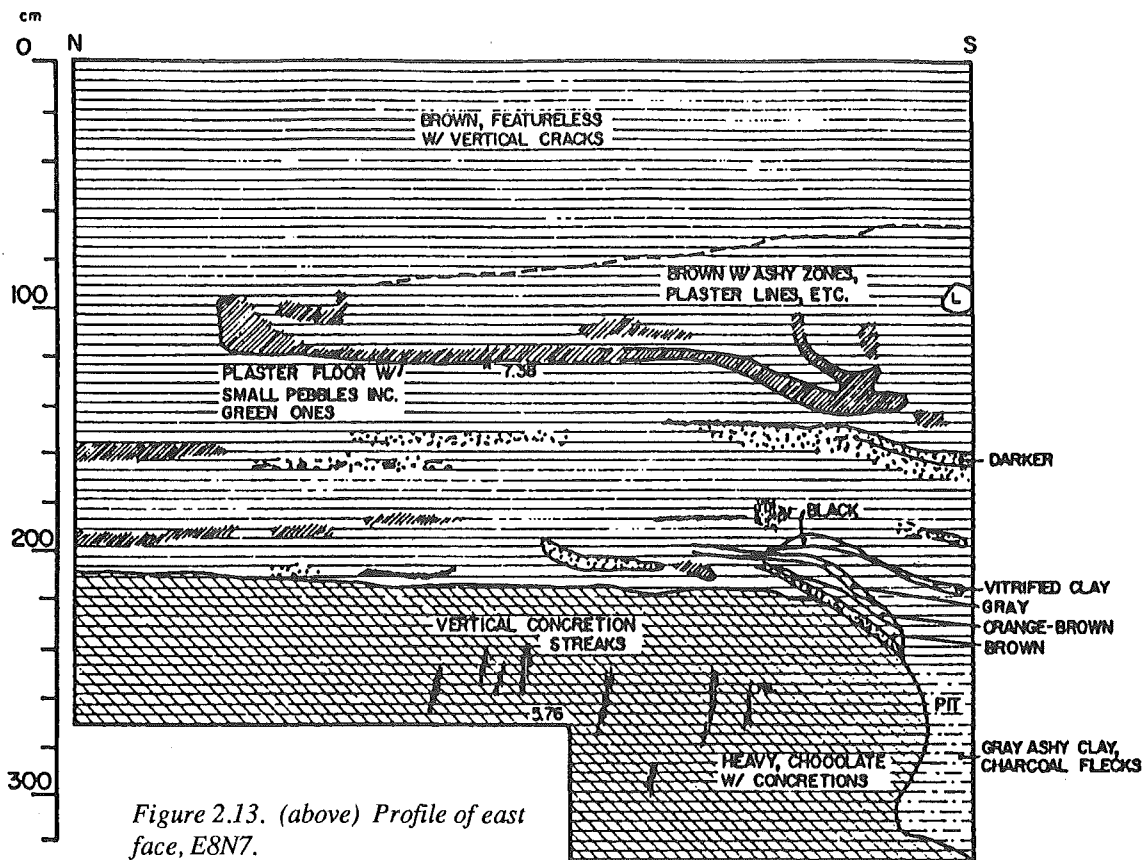 cm
0
N
S
BROWN, FEATURELESS
W/ VERTICAL CRACKS
100
BROWN W/ ASHY ZONES,
PLASTER LINES, ETC.
L
7.38
PLASTER FLOOR W/
SMALL PEBBLES INC.
GREEN ONES
DARKER
BLACK
200
VITRIFIED CLAY
GRAY
ORANGE-BROWN
BROWN
VERTICAL CONCRETION
STREAKS
PIT
5.76
GRAY ASHY CLAY,
CHARCOAL FLECKS
HEAVY, CHOCOLATE
W/ CONCRETIONS
300
Figure 2.13. (above) Profile of east
face, E8N7.